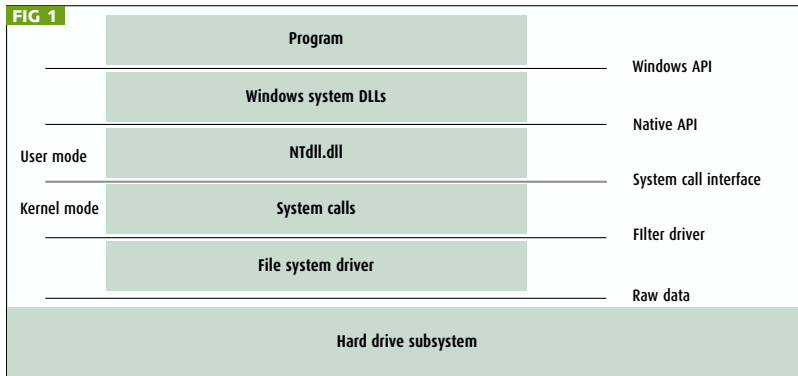 FIG 1
Program
Windows API
Windows system DLLs
Native API
User mode
NTdll.dll
System call interface
Kernel mode
System calls
FIlter driver
File system driver
Raw data
Hard drive subsystem